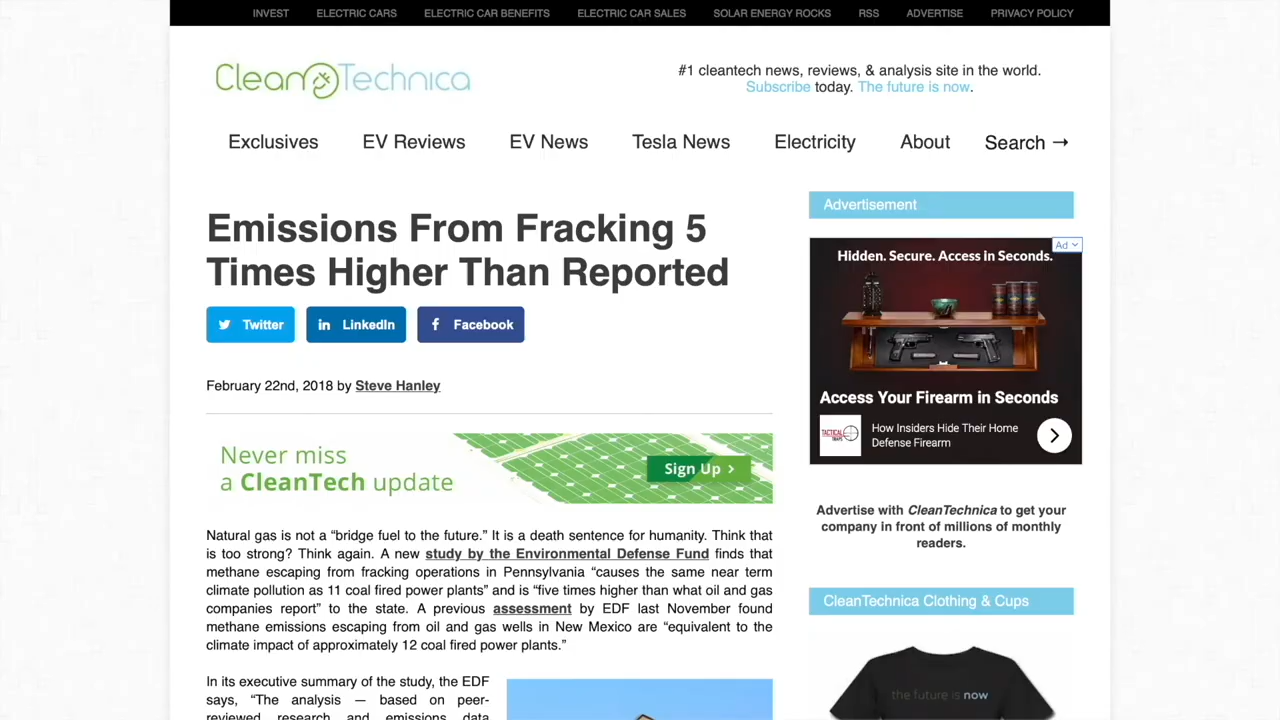 INVEST ELECTRIC CARS ELECTRIC CAR BENEFITS ELECTRIC CAR SALES SOLAR ENERGY ROCKS RSS ADVERTISE PRIVACY POLICY
CleanTechnica
#1 cleantech news, reviews, & analysis site in the world.
Subscribe today. The future is now.
Exclusives EV Reviews EV News Tesla News Electricity About Search →
Emissions From Fracking 5
Times Higher Than Reported
Twitter LinkedIn Facebook
February 22nd, 2018 by Steve Hanley
Never miss
a CleanTech update
Sign Up >
Natural gas is not a “bridge fuel to the future.” It is a death sentence for humanity. Think that
is too strong? Think again. A new study by the Environmental Defense Fund finds that
methane escaping from fracking operations in Pennsylvania “causes the same near term
climate pollution as 11 coal fired power plants” and is “five times higher than what oil and gas
companies report” to the state. A previous assessment by EDF last November found
methane emissions escaping from oil and gas wells in New Mexico are “equivalent to the
climate impact of approximately 12 coal fired power plants.”
In its executive summary of the study, the EDF
says, “The analysis — based on peer-
reviewed research and emissions data
Advertisement
Ad
Hidden. Secure. Access in Seconds.
Access Your Firearm in Seconds
TACTICAL
How Insiders Hide Their Home
Defense Firearm
Advertise with CleanTechnica to get your
company in front of millions of monthly
readers.
CleanTechnica Clothing & Cups
the future is now